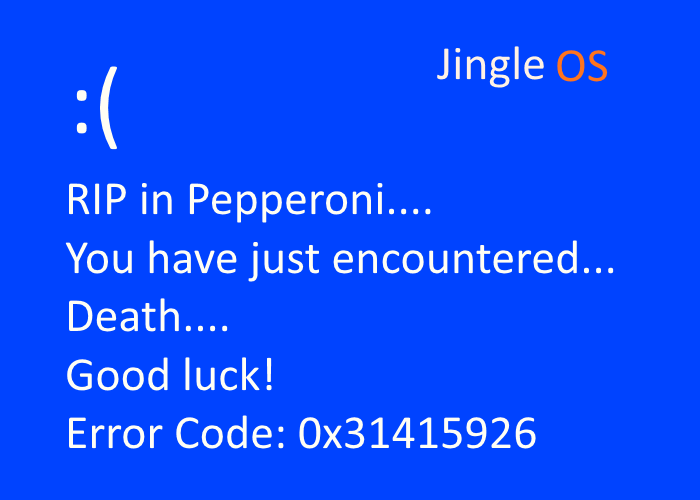 Jingle OS
:(
RIP in Pepperoni....
You have just encountered...
Death....
Good luck!
Error Code: 0x31415926